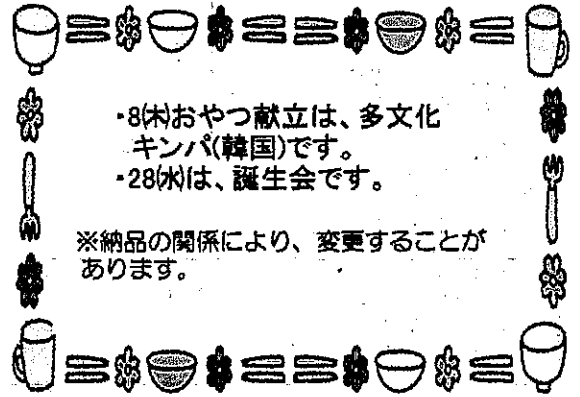 ・8㈭おやつ献立は、多文化
キンパ(韓国)です。
・28㈬は、誕生会です。
※納品の関係により、変更することが
あります。